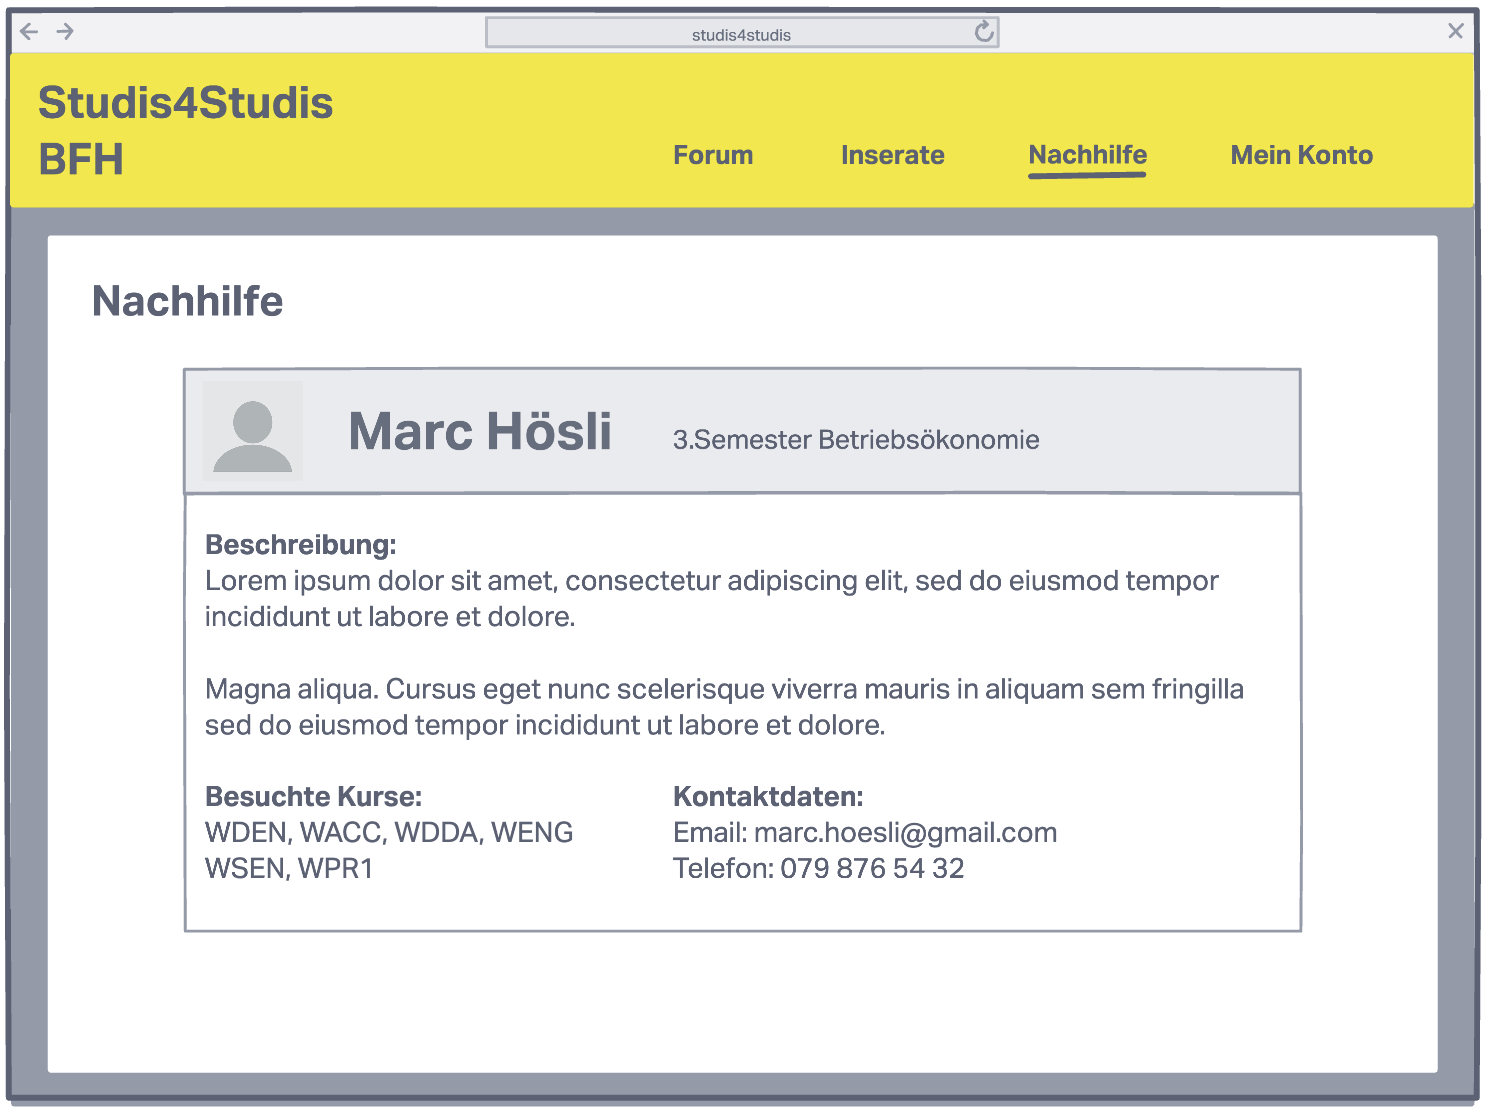 studis4studis
Studis4Studis
BFH
Forum
Inserate
Nachhilfe
Mein Konto
Nachhilfe
Marc Hösli
3.Semester Betriebsökonomie
Beschreibung:
Lorem ipsum dolor sit amet, consectetur adipiscing elit, sed do eiusmod tempor
incididunt ut labore et dolore.
Magna aliqua. Cursus eget nunc scelerisque viverra mauris in aliquam sem fringilla
sed do eiusmod tempor incididunt ut labore et dolore.
Besuchte Kurse:
WDEN, WACC, WDDA, WENG
WSEN, WPR1
Kontaktdaten:
Email: marc.hoesli@gmail.com
Telefon: 079 876 54 32